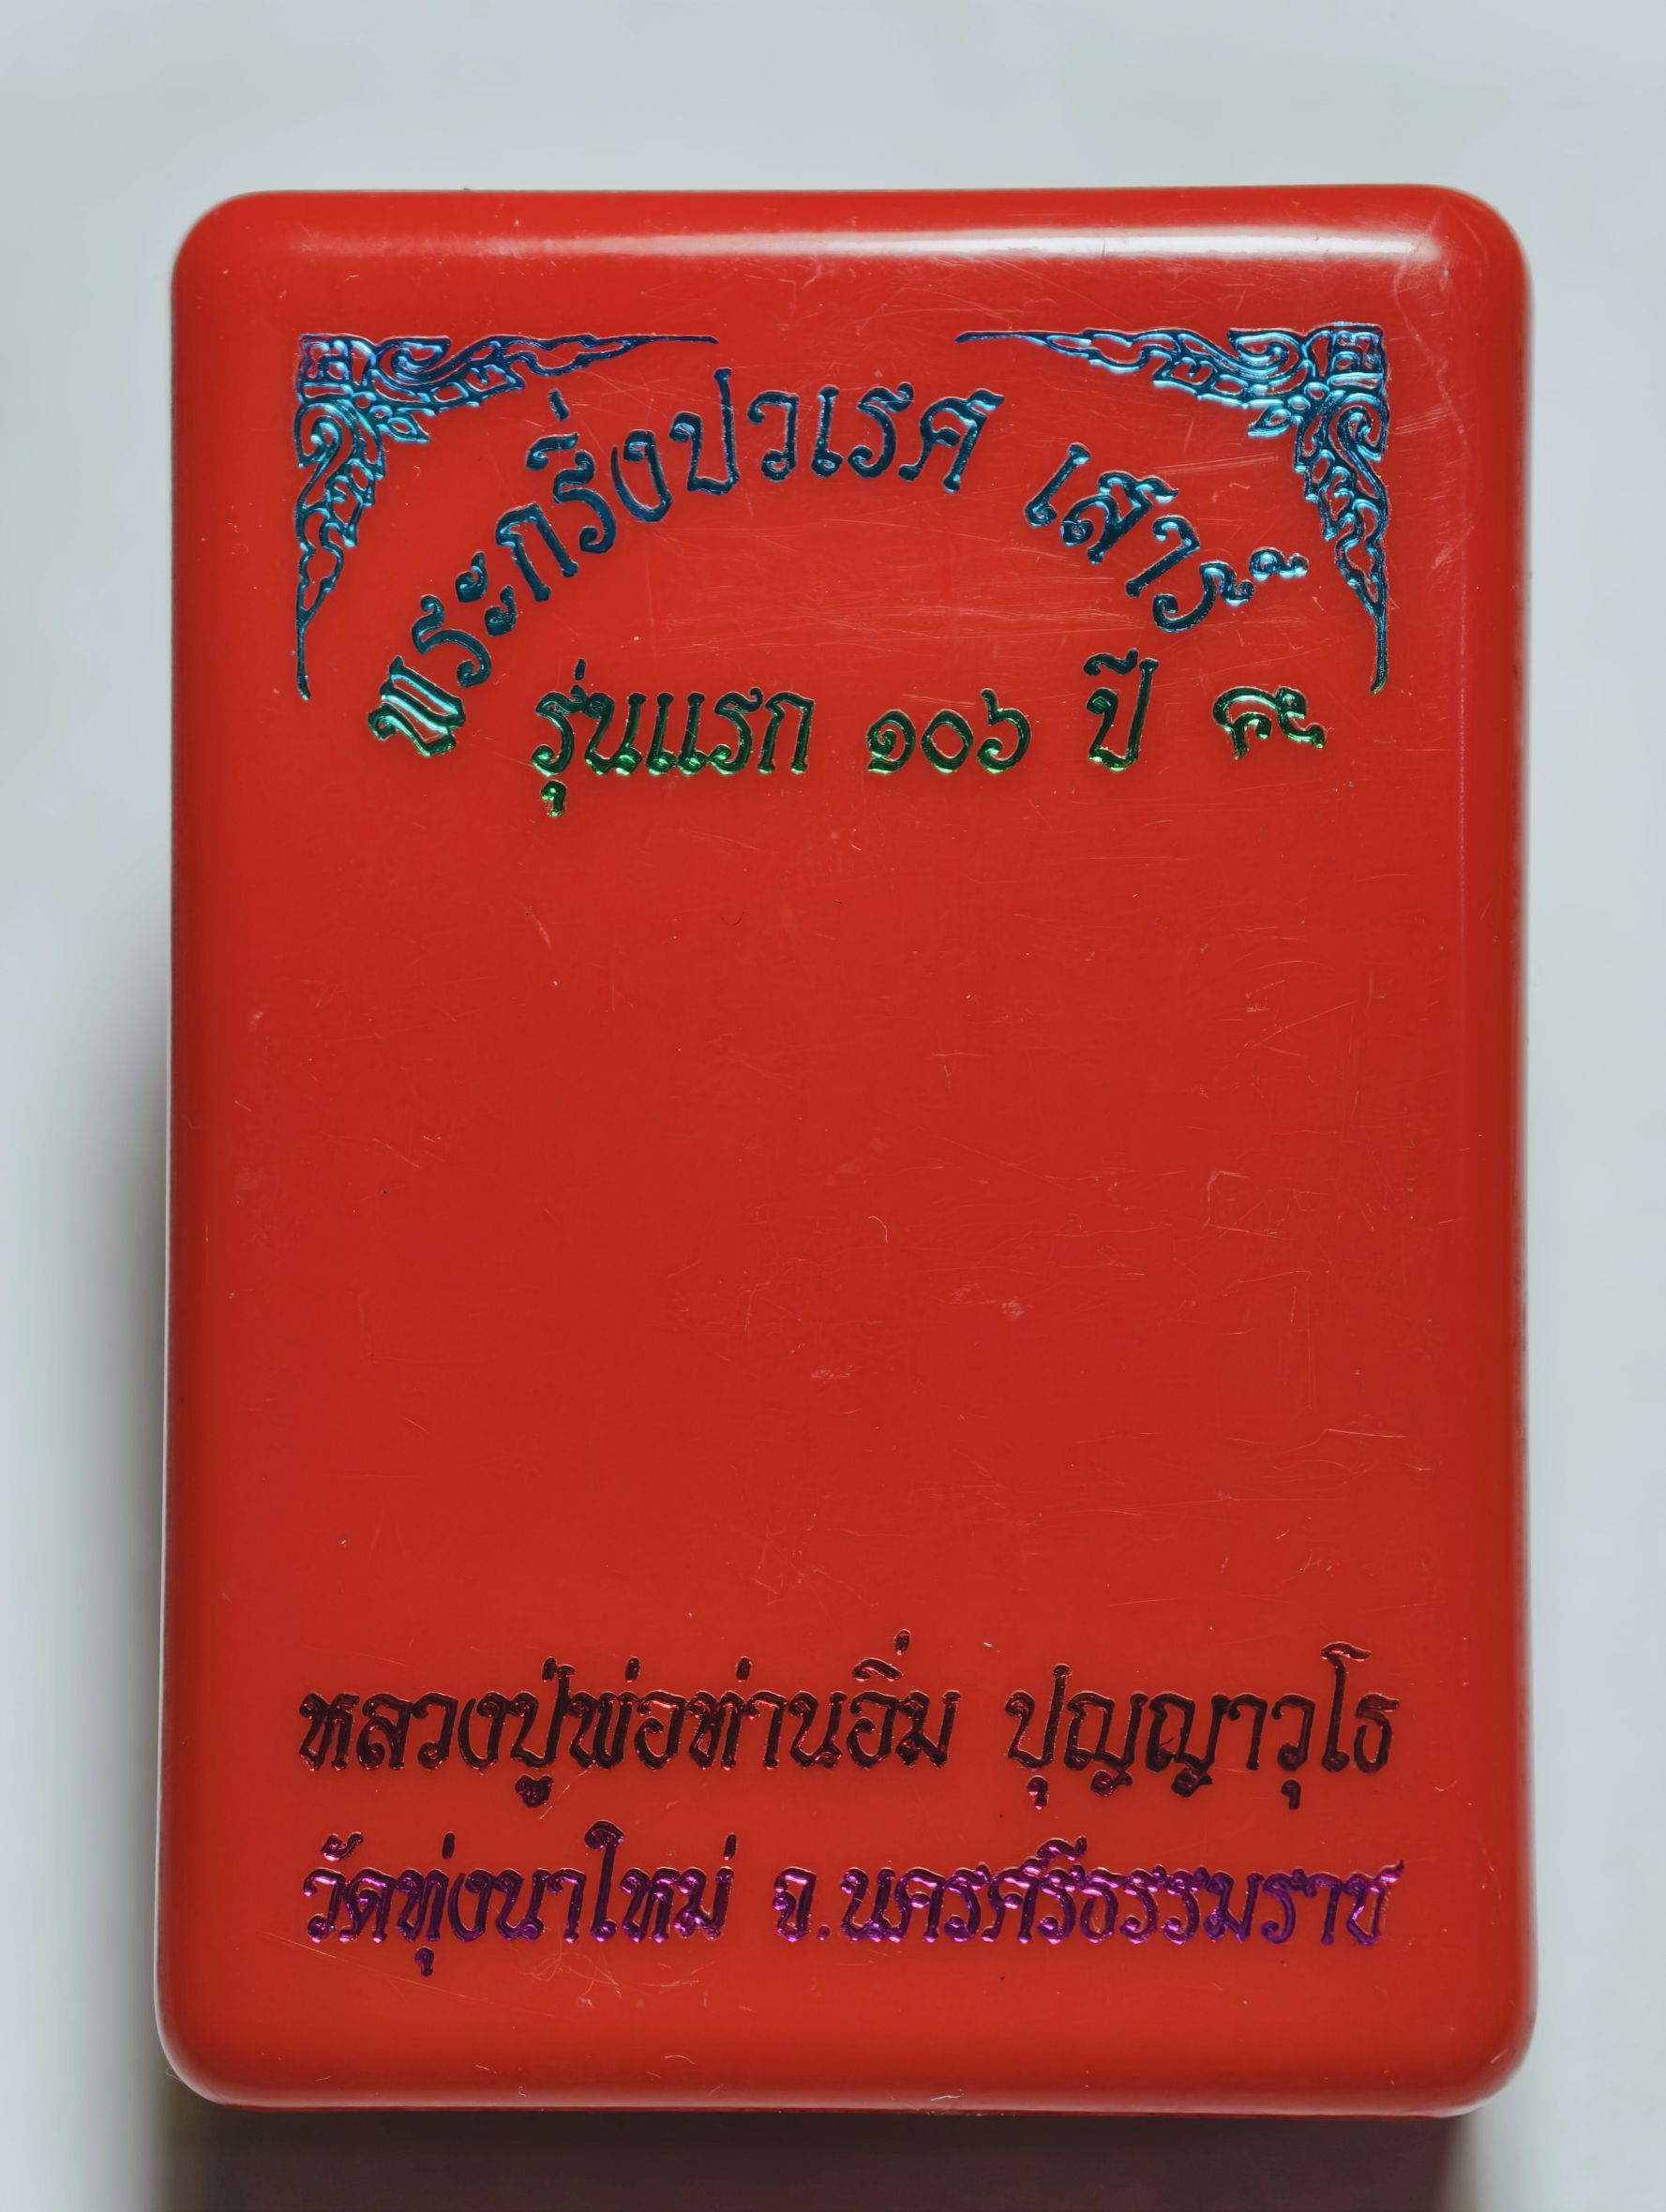 พระกริ่งปวเรศ เสาร์ ๕
รุ่นแรก ๑๐๖ ปี
หลวงปู่พ่อท่านอิ่ม ปุญญาวุโธ
วัดทุ่งนาใหม่ จ.นครศรีธรรมราช